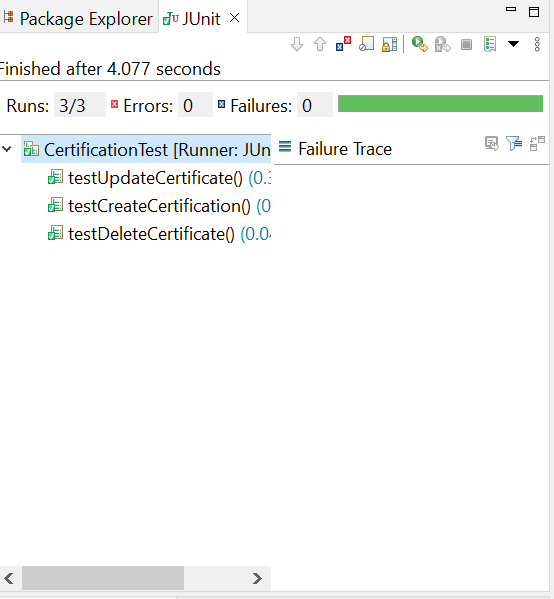 Package Explorer JUnit
Finished after 4.077 seconds
Runs: 3/3 Errors: 0 Failures: 0
CertificationTest [Runner: JUn
Failure Trace
testUpdateCertificate() (0.3
testCreateCertification() (0
testDeleteCertificate() (0.04